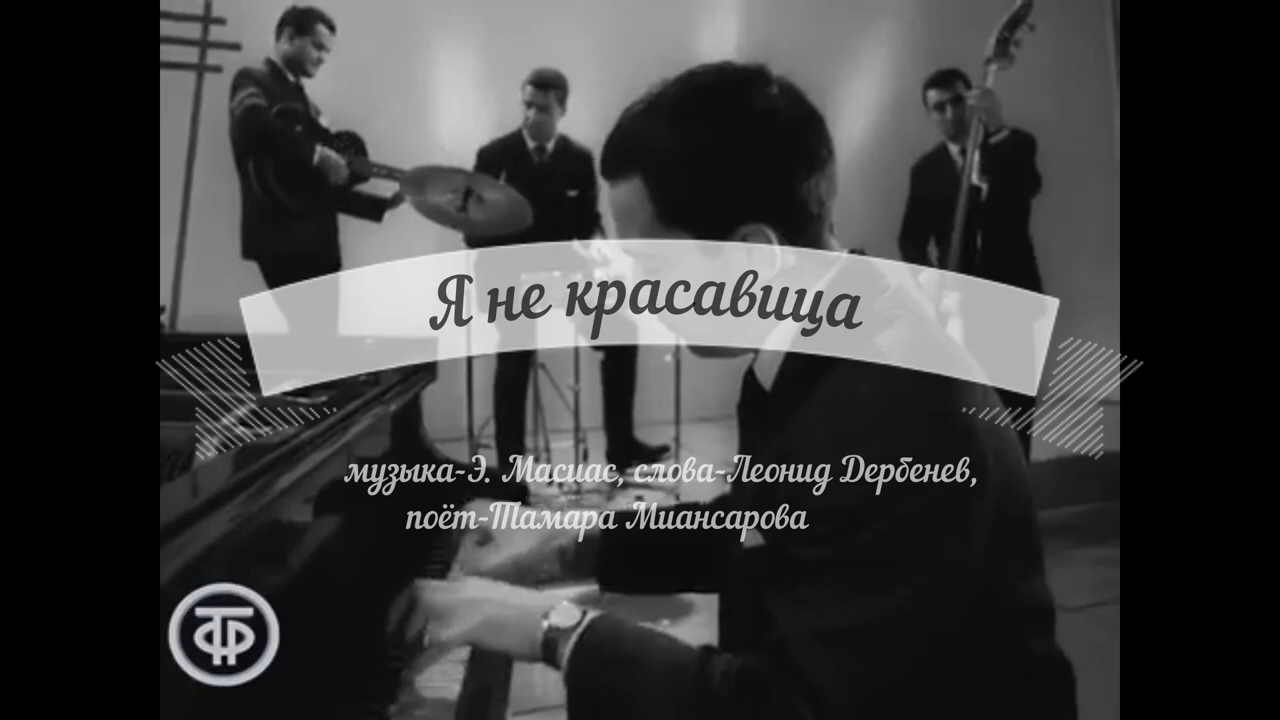 Я не красавица
музыка-Э. Масиас, слова-Леонид Дербенев,
поёт-Тамара Миансарова